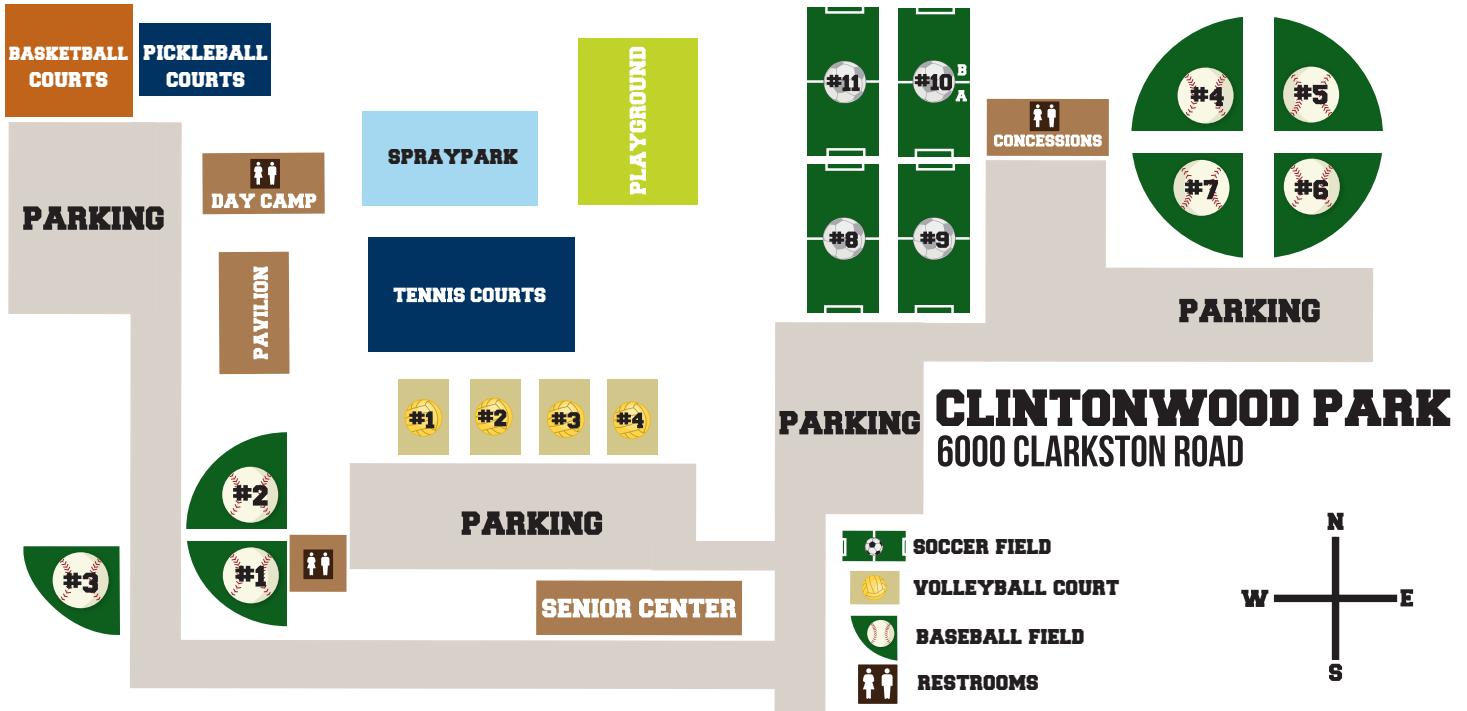 BASKETBALL
COURTS
PICKLEBALL
COURTS
PLAYGROUND
#11
#10
B
A
#4
#5
CONCESSIONS
SPRAYPARK
DAY CAMP
PARKING
#7
#6
#8
#9
PAVILION
TENNIS COURTS
PARKING
#1
#2
#3
#4
PARKING
CLINTONWOOD PARK
6000 CLARKSTON ROAD
#2
PARKING
#3
#1
SENIOR CENTER
SOCCER FIELD
VOLLEYBALL COURT
BASEBALL FIELD
RESTROOMS
N
W
E
S